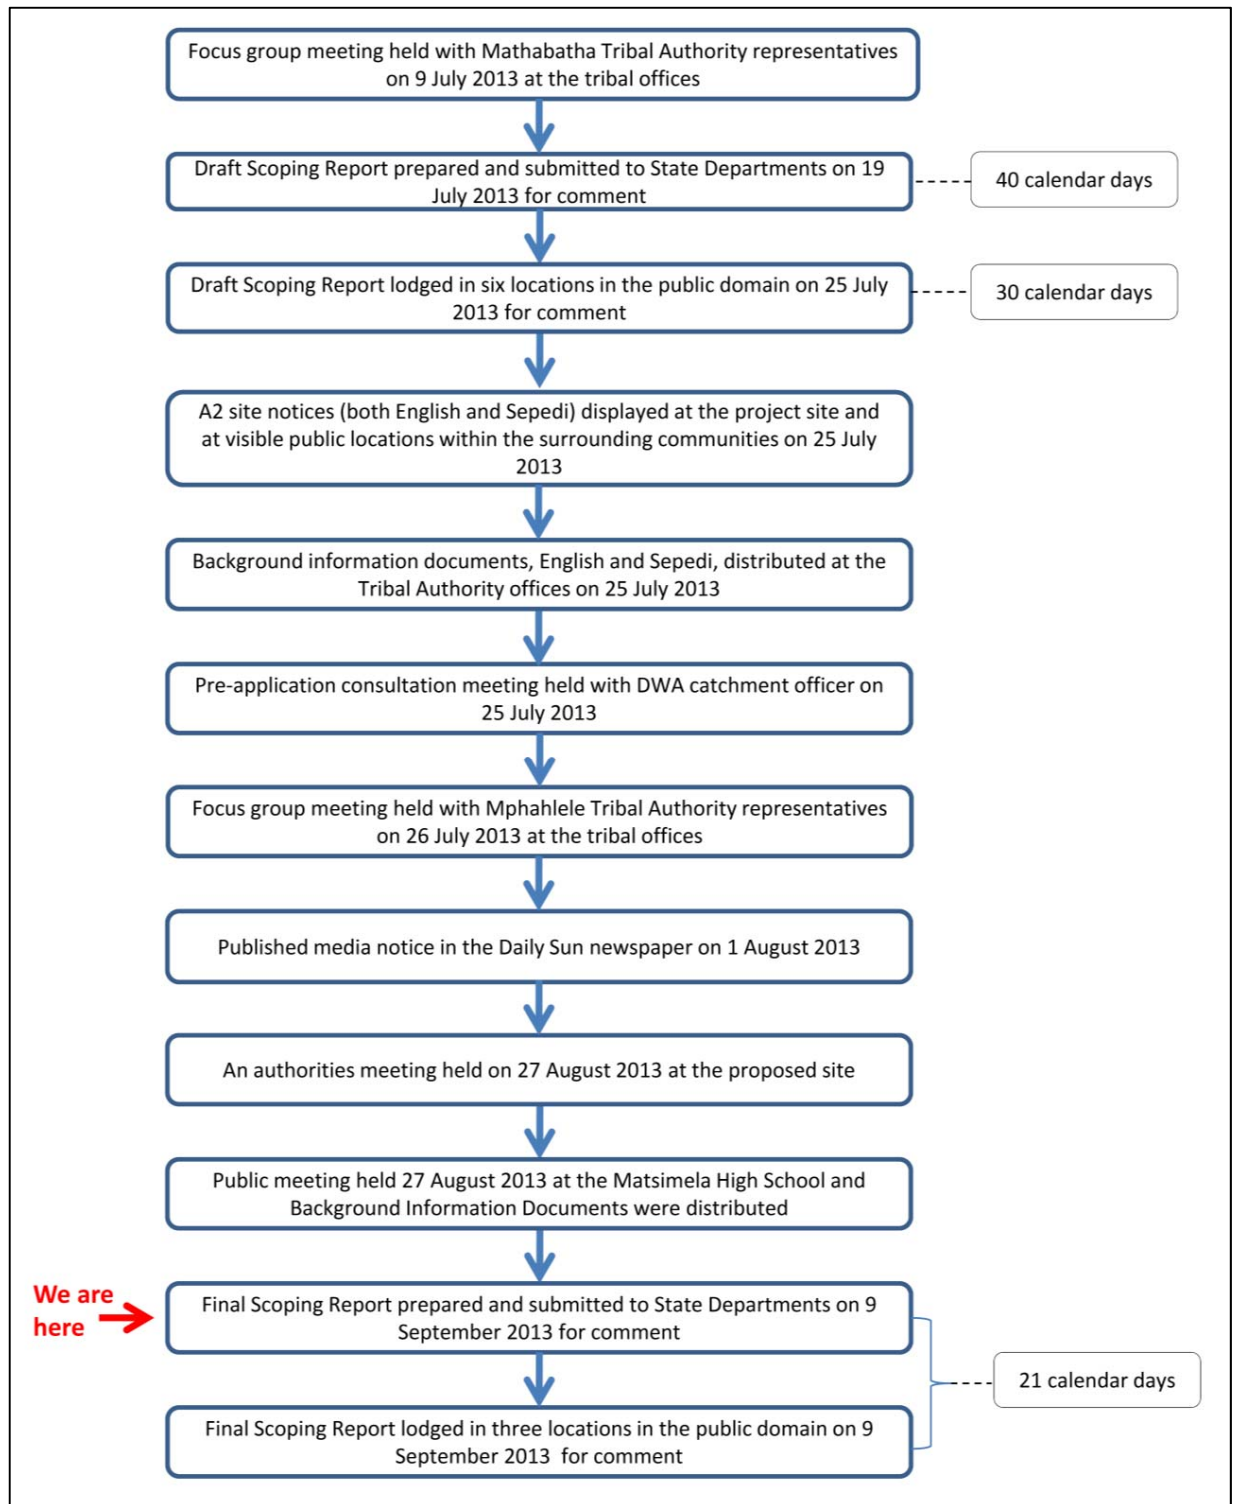 Focus group meeting held with Mathabatha Tribal Authority representatives
on 9 July 2013 at the tribal offices
Draft Scoping Report prepared and submitted to State Departments on 19
July 2013 for comment
40 calendar days
Draft Scoping Report lodged in six locations in the public domain on 25 July
2013 for comment
30 calendar days
A2 site notices (both English and Sepedi) displayed at the project site and
at visible public locations within the surrounding communities on 25 July
2013
Background information documents, English and Sepedi, distributed at the
Tribal Authority offices on 25 July 2013
Pre-application consultation meeting held with DWA catchment officer on
25 July 2013
Focus group meeting held with Mphahlele Tribal Authority representatives
on 26 July 2013 at the tribal offices
Published media notice in the Daily Sun newspaper on 1 August 2013
An authorities meeting held on 27 August 2013 at the proposed site
Public meeting held 27 August 2013 at the Matsimela High School and
Background Information Documents were distributed
We are
here
Final Scoping Report prepared and submitted to State Departments on 9
September 2013 for comment
21 calendar days
Final Scoping Report lodged in three locations in the public domain on 9
September 2013 for comment